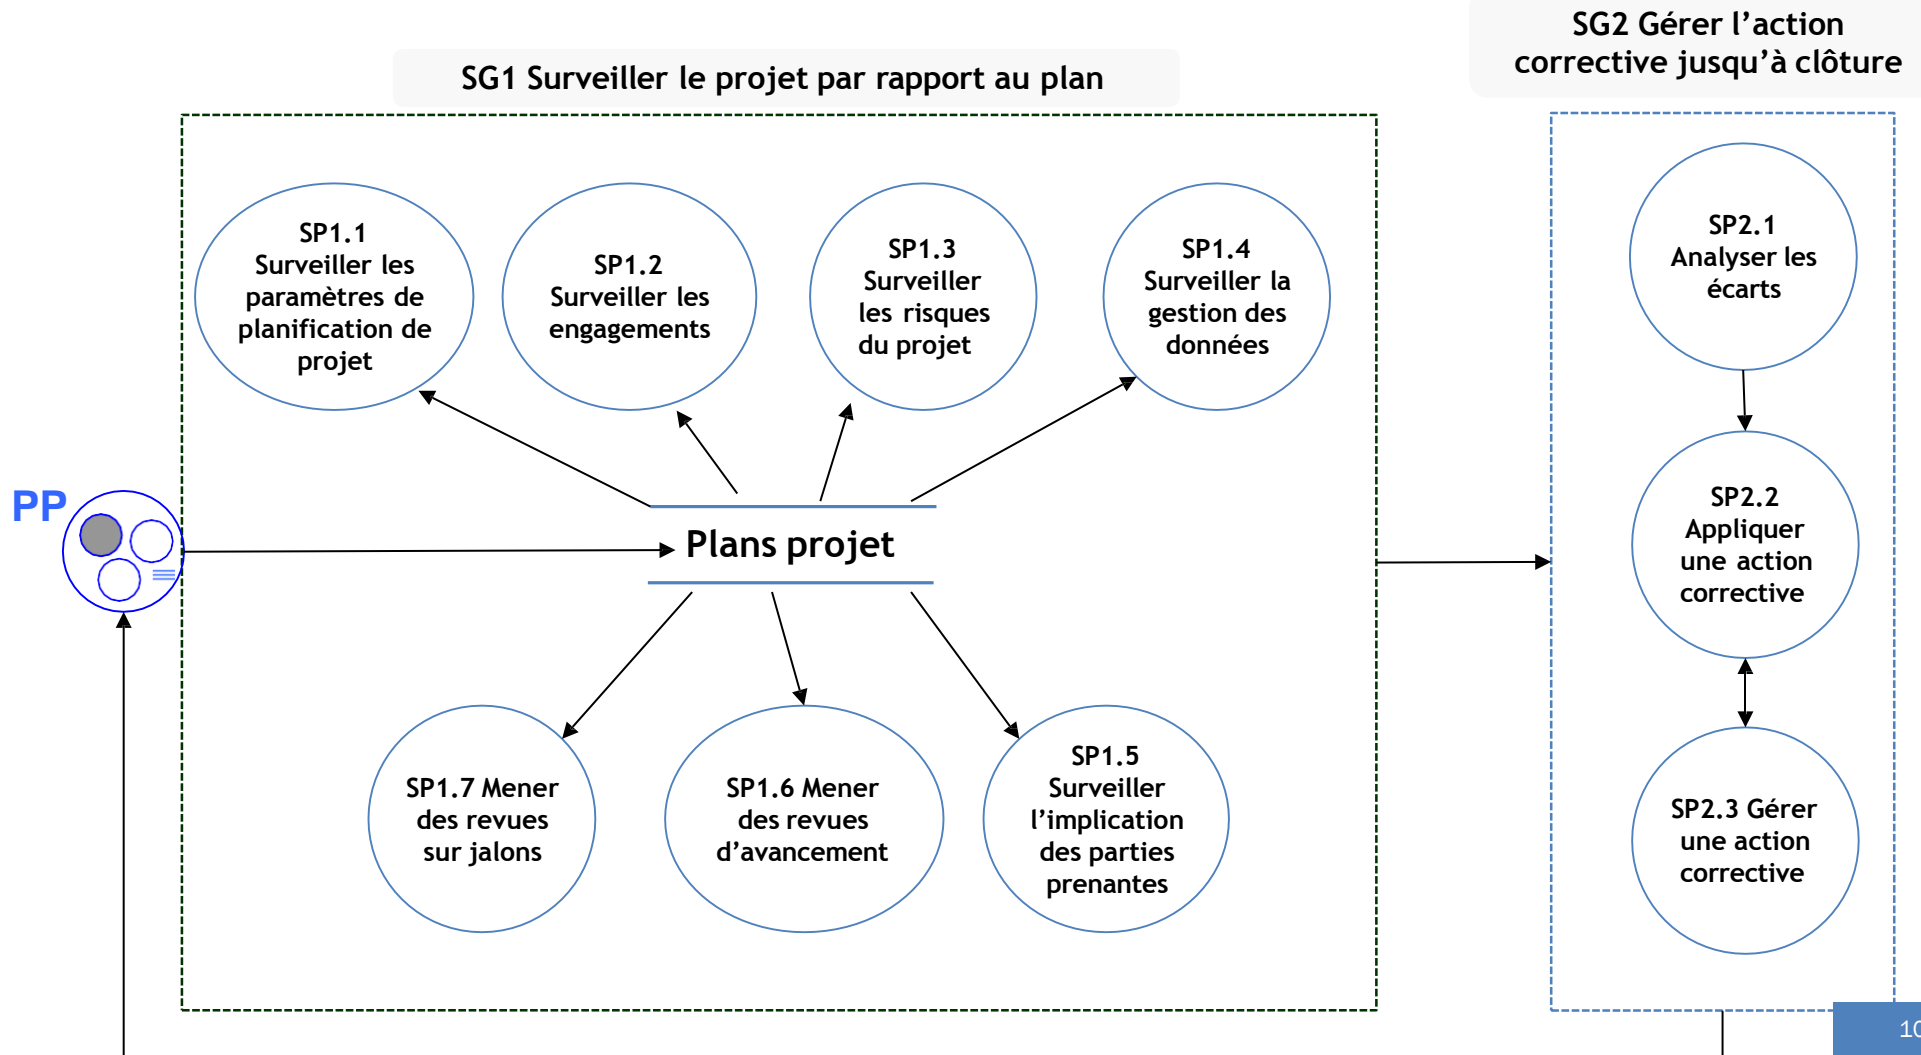 SG2 Gérer l’action
corrective jusqu’à clôture
SG1 Surveiller le projet par rapport au plan
SP1.1
Surveiller les
paramètres de
planification de
projet
SP1.2
Surveiller les
engagements
SP1.3
Surveiller
les risques
du projet
SP1.4
Surveiller la
gestion des
données
SP2.1
Analyser les
écarts
PP
Plans projet
SP2.2
Appliquer
une action
corrective
SP1.7 Mener
des revues
sur jalons
SP1.6 Mener
des revues
d’avancement
SP1.5
Surveiller
l’implication
des parties
prenantes
SP2.3 Gérer
une action
corrective
10